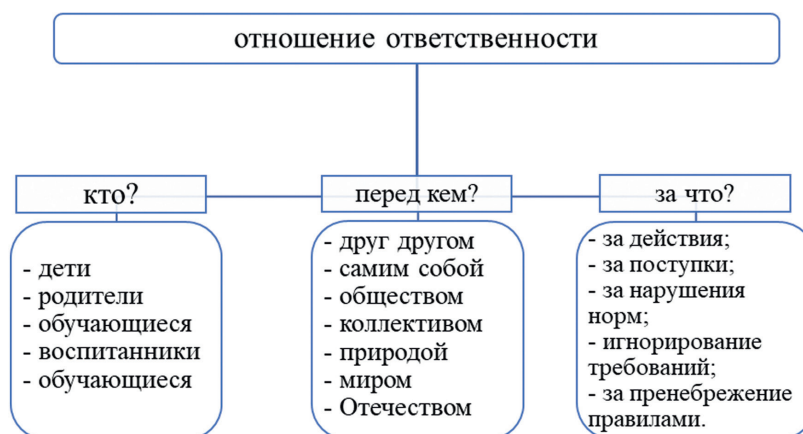 отношение ответственности
кто?
- дети
- родители
- обучающиеся
- воспитанники
- обучающиеся
перед кем?
- друг другом
- самим собой
- обществом
- коллективом
- природой
- миром
- Отечеством
за что?
- за действия;
- за поступки;
- за нарушения
норм;
- игнорирование
требований;
- за пренебрежение
правилами.